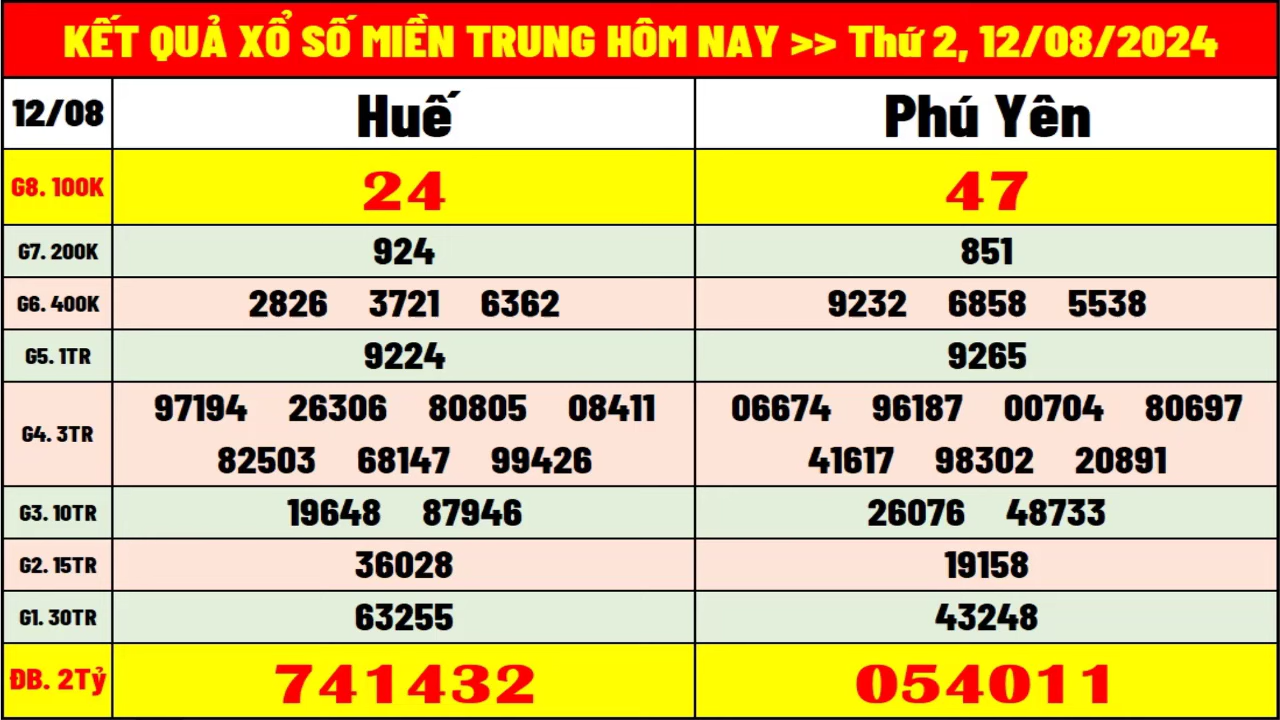 KẾT QUẢ XỔ SỐ MIỀN TRUNG HÔM NAY >> Thứ 2, 12/08/2024
12/08 Huế Phú Yên
G8. 100K 24 47
G7. 200K 924 851
G6. 400K 2826 3721 6362 9232 6858 5538
G5. 1TR 9224 9265
G4. 3TR 97194 26306 80805 08411 06674 96187 00704 80697
82503 68147 99426 41617 98302 20891
G3. 10TR 19648 87946 26076 48733
G2. 15TR 36028 19158
G1. 30TR 63255 43248
ĐB. 2Tỷ 741432 054011